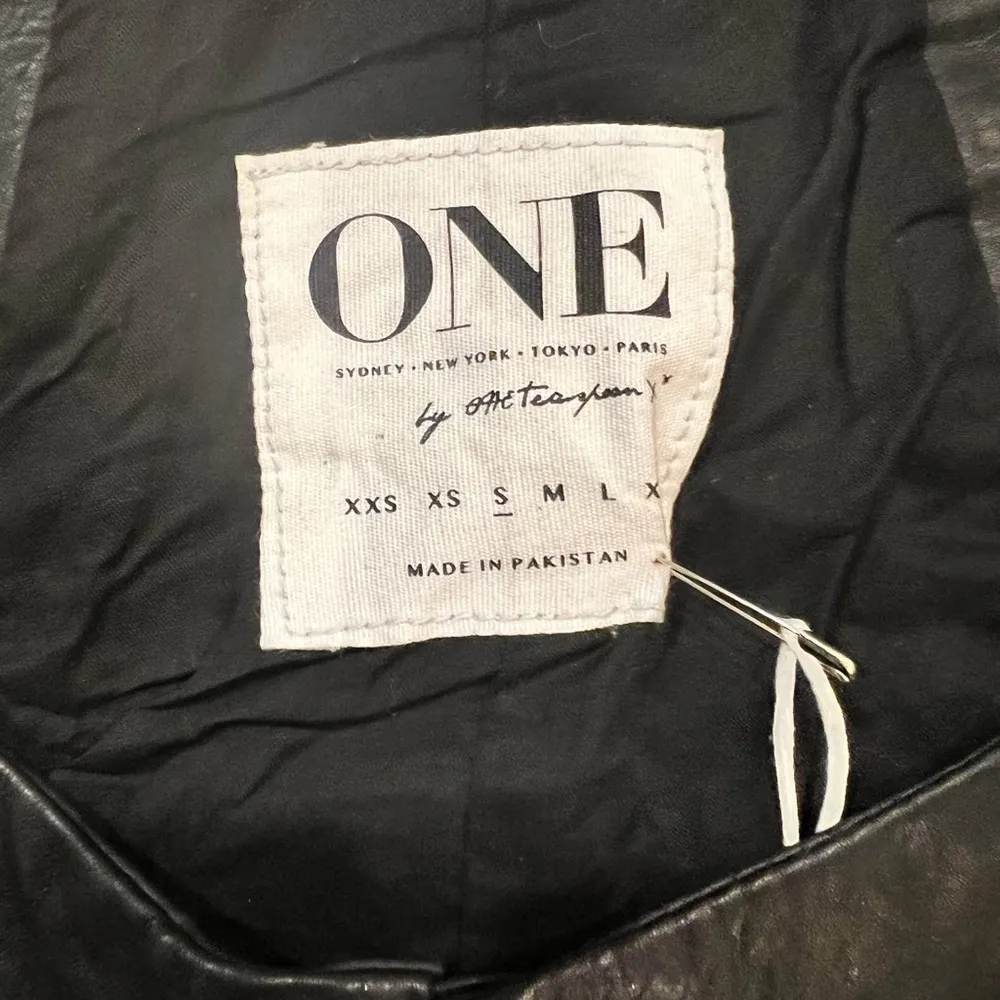 ONE
SYDNEY · NEW YORK · TOKYO · PARIS
by ONETeaspoon
XXS XS S M L X
MADE IN PAKISTAN